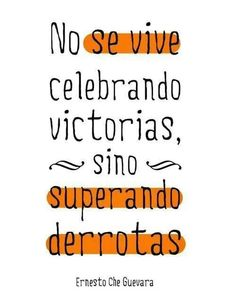 No se vive
celebrando
victorias,
sino
superando
derrotas
Ernesto Che Guevara